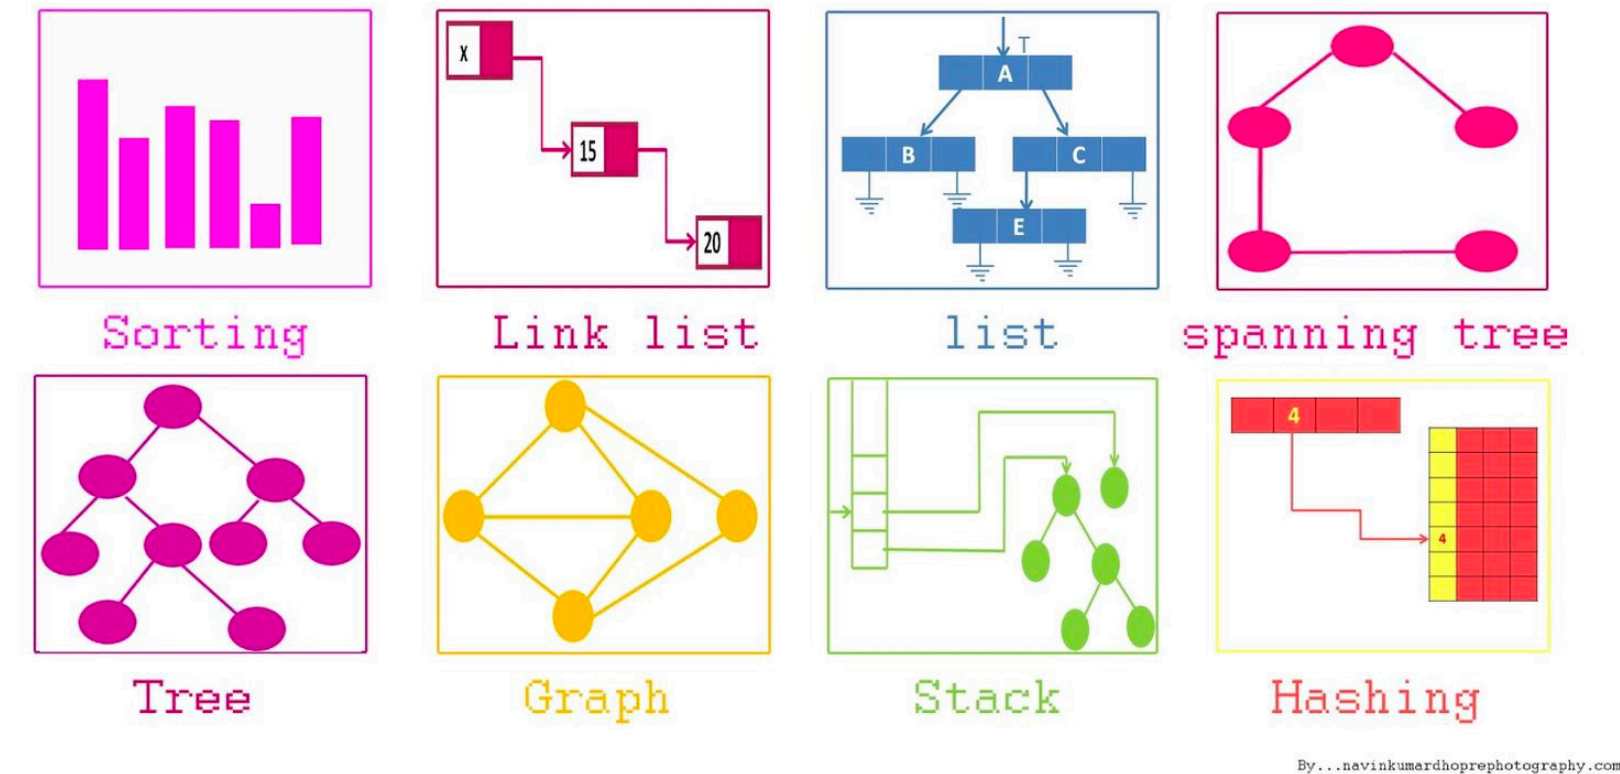 X
15
20
T
A
B
C
E
Sorting
Link list
list
spanning tree
4
4
Tree
Graph
Stack
Hashing
By...navinkumardhoprephotography.com